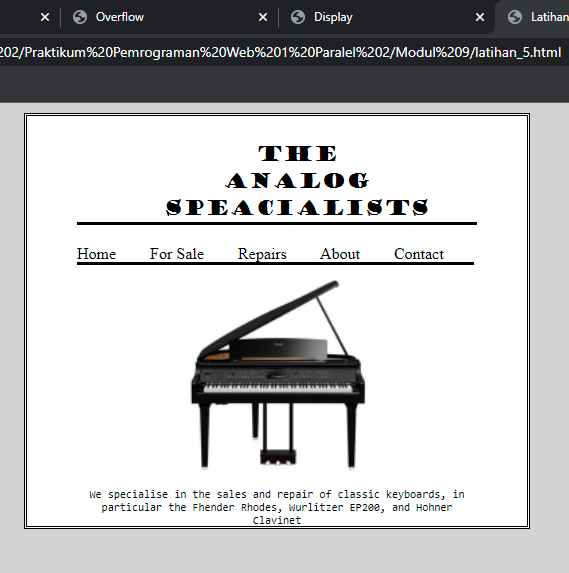 Overflow
Display
Latihan
202/Praktikum%20Pemrograman%20Web%201%20Paralel%202/Modul%209/latihan_5.html
THE
ANALOG
SPEACIALISTS
Home For Sale Repairs About Contact
We specialise in the sales and repair of classic keyboards, in
particular the Fhender Rhodes, Wurlitzer EP200, and Hohner
Clavinet